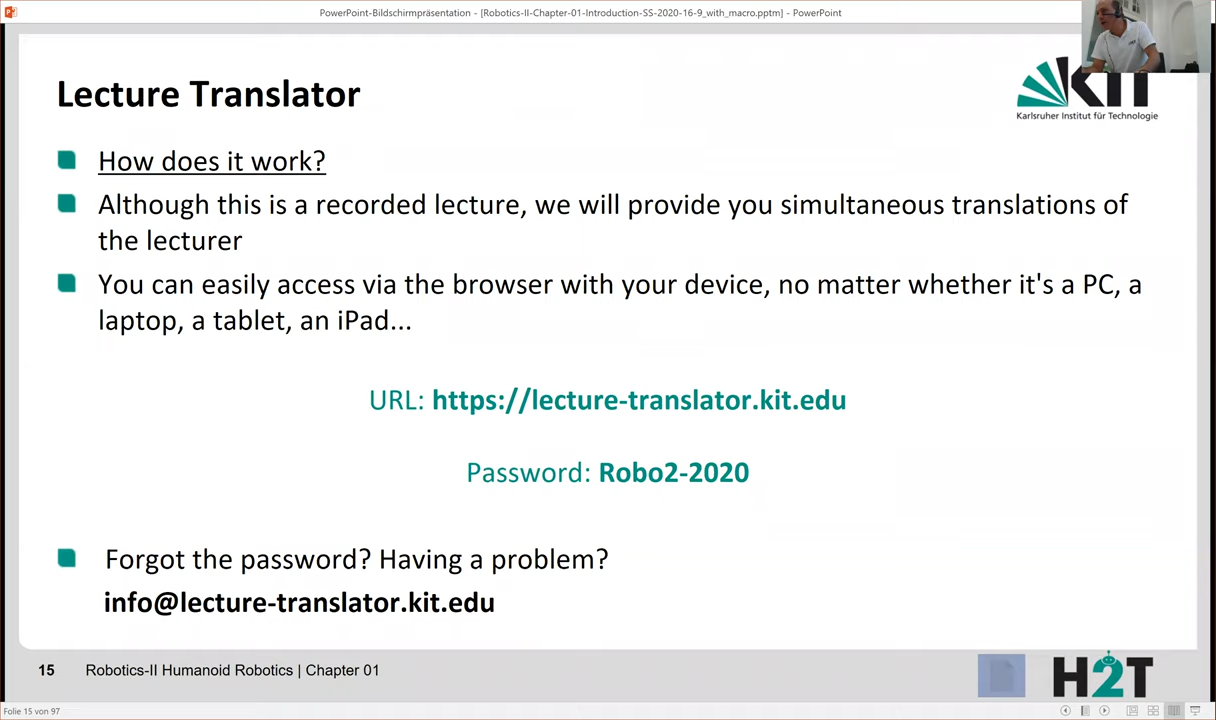 PowerPoint-Bildschirmpräsentation - [Robotics-II-Chapter-01-Introduction-SS-2020-16-9_with_macro.pptm] - PowerPoint
Lecture Translator
KIT
Karlsruher Institut für Technologie
How does it work?
Although this is a recorded lecture, we will provide you simultaneous translations of
the lecturer
You can easily access via the browser with your device, no matter whether it's a PC, a
laptop, a tablet, an iPad...
URL: https://lecture-translator.kit.edu
Password: Robo2-2020
Forgot the password? Having a problem?
info@lecture-translator.kit.edu
15 Robotics-II Humanoid Robotics | Chapter 01
H2T
Folie 15 von 97